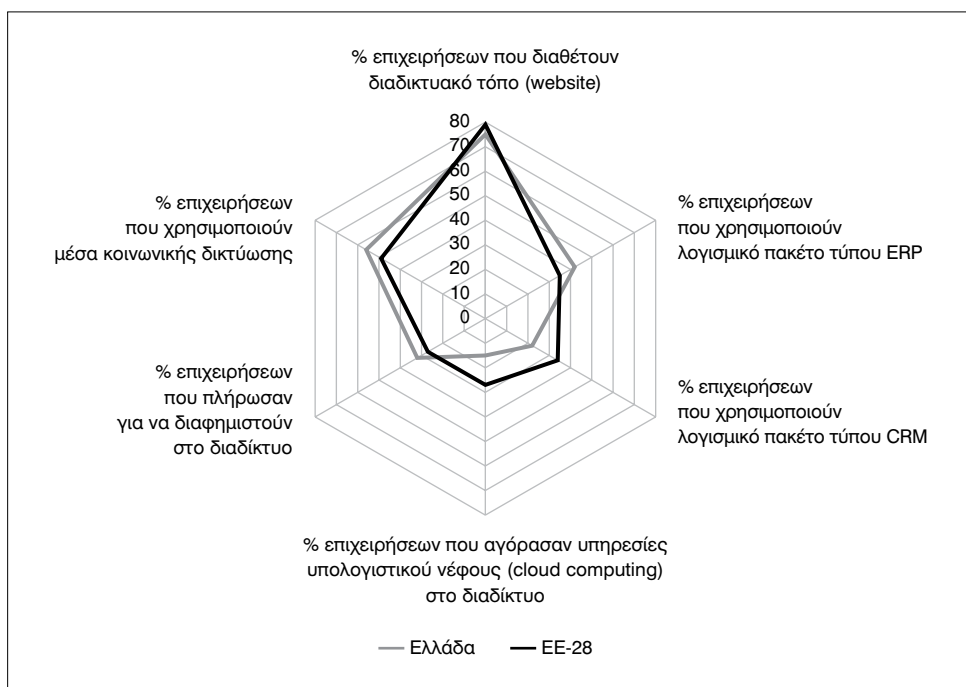 % επιχειρήσεων που διαθέτουν
διαδικτυακό τόπο (website)
80
70
60
50
40
30
20
10
0
% επιχειρήσεων
που χρησιμοποιούν
μέσα κοινωνικής δικτύωσης
% επιχειρήσεων
που χρησιμοποιούν
λογισμικό πακέτο τύπου ERP
% επιχειρήσεων
που πλήρωσαν
για να διαφημιστούν
στο διαδίκτυο
% επιχειρήσεων
που χρησιμοποιούν
λογισμικό πακέτο τύπου CRM
% επιχειρήσεων που αγόρασαν υπηρεσίες
υπολογιστικού νέφους (cloud computing)
στο διαδίκτυο
Ελλάδα
ΕΕ-28